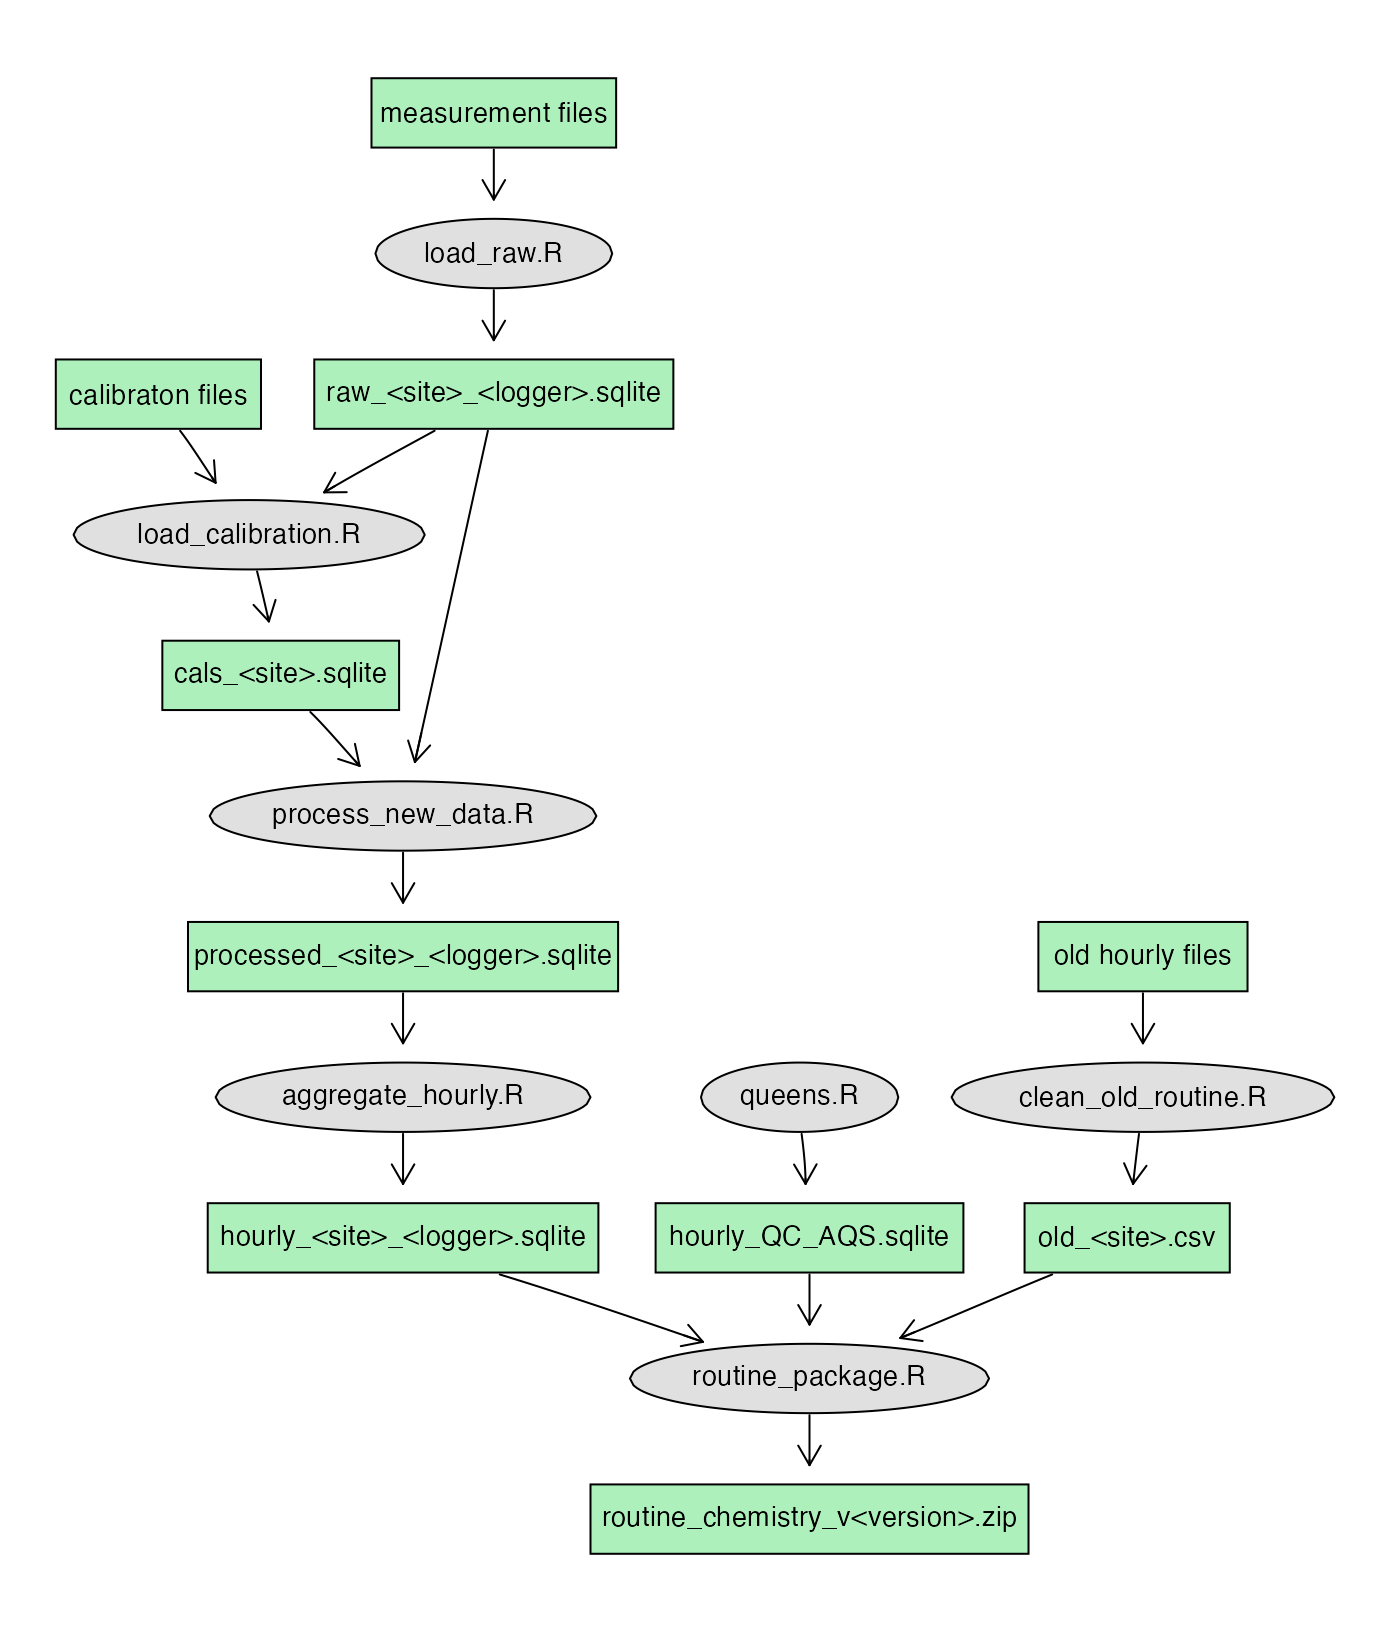 measurement files
load_raw.R
calibraton files
raw_<site>_<logger>.sqlite
load_calibration.R
cals_<site>.sqlite
process_new_data.R
processed_<site>_<logger>.sqlite
old hourly files
aggregate_hourly.R
queens.R
clean_old_routine.R
hourly_<site>_<logger>.sqlite
hourly_QC_AQS.sqlite
old_<site>.csv
routine_package.R
routine_chemistry_v<version>.zip